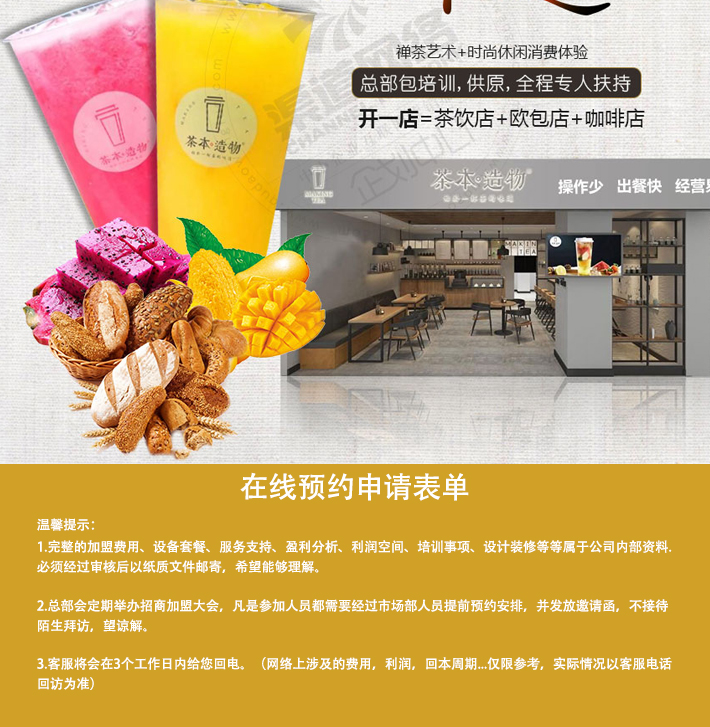 禅茶艺术+时尚休闲消费体验
总部包培训,供原,全程专人扶持
开一店=茶饮店+欧包店+咖啡店
茶本·造物
茶本·造物
MAKING
TEA
茶本·造物
操作少 出餐快 经营
MAKIN
TEA
在线预约申请表单
温馨提示：
1.完整的加盟费用、设备套餐、服务支持、盈利分析、利润空间、培训事项、设计装修等等属于公司内部资料.
必须经过审核后以纸质文件邮寄，希望能够理解。
2.总部会定期举办招商加盟大会，凡是参加人员都需要经过市场部人员提前预约安排，并发放邀请函，不接待
陌生拜访，望谅解。
3.客服将会在3个工作日内给您回电。（网络上涉及的费用，利润，回本周期...仅限参考，实际情况以客服电话
回访为准）